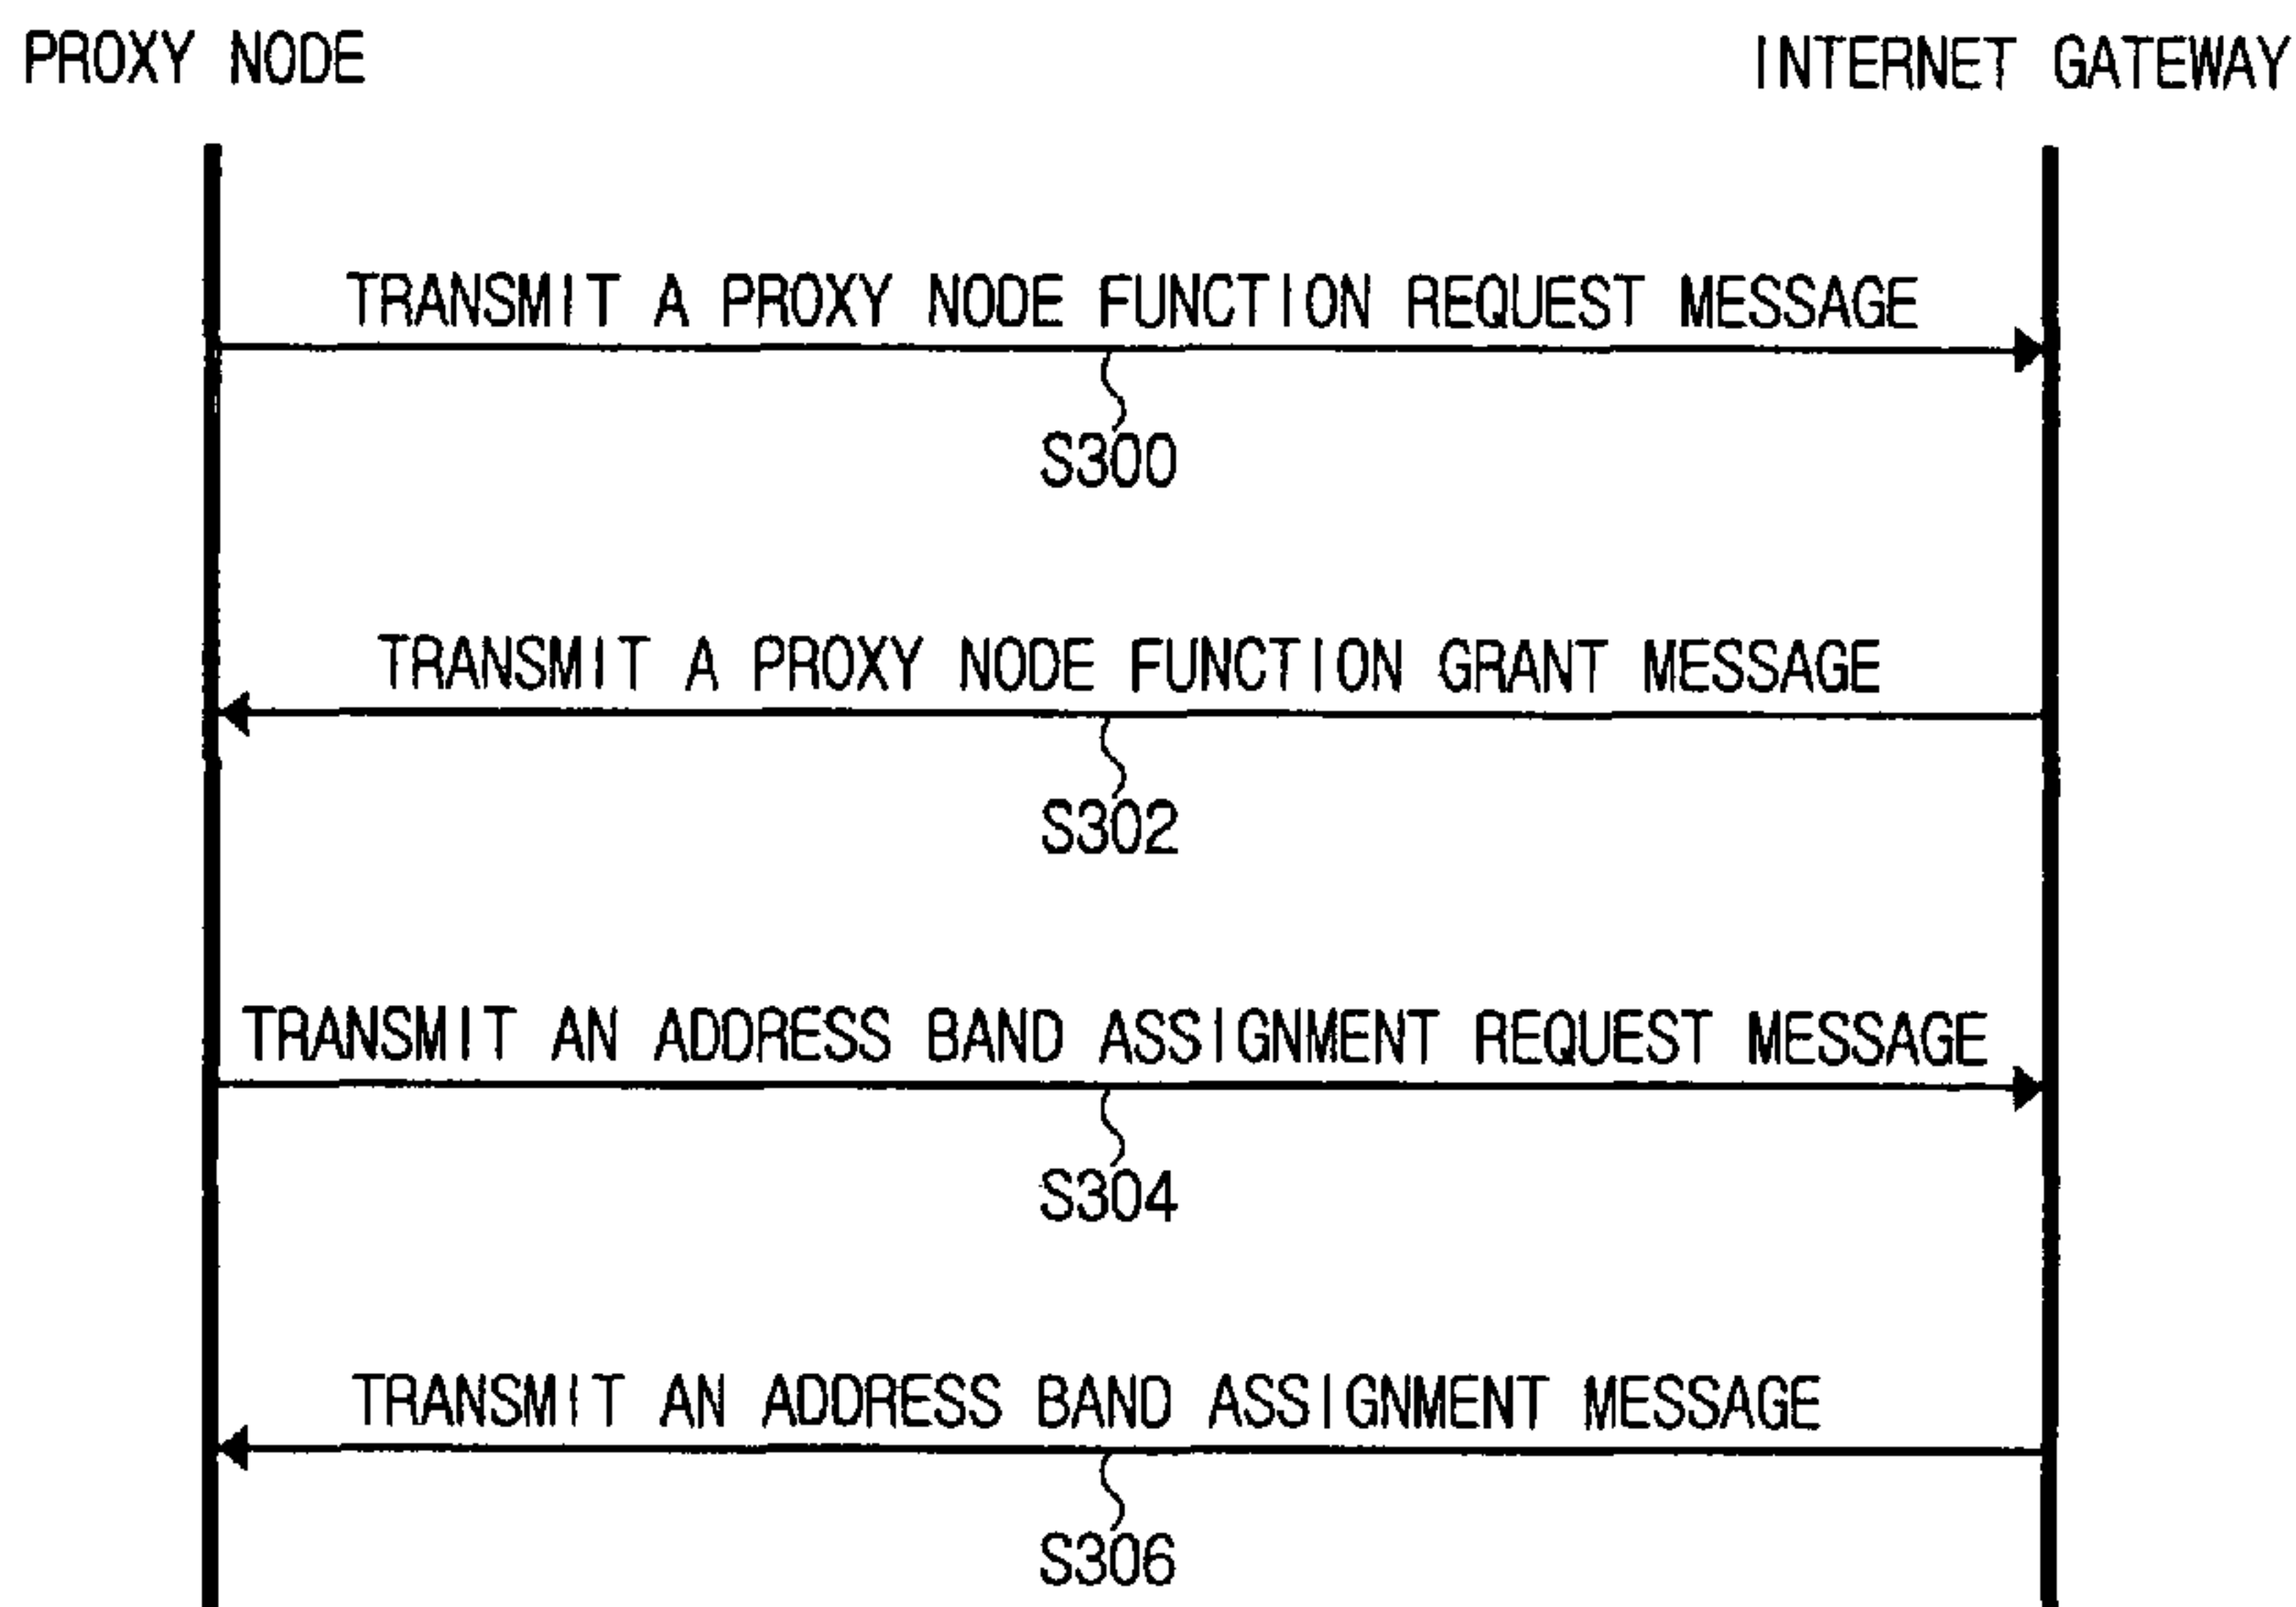 PROXY NODE
INTERNET GATEWAY
TRANSMIT A PROXY NODE FUNCTION REQUEST MESSAGE
S300
TRANSMIT A PROXY NODE FUNCTION GRANT MESSAGE
S302
TRANSMIT AN ADDRESS BAND ASSIGNMENT REQUEST MESSAGE
S304
TRANSMIT AN ADDRESS BAND ASSIGNMENT MESSAGE
S306